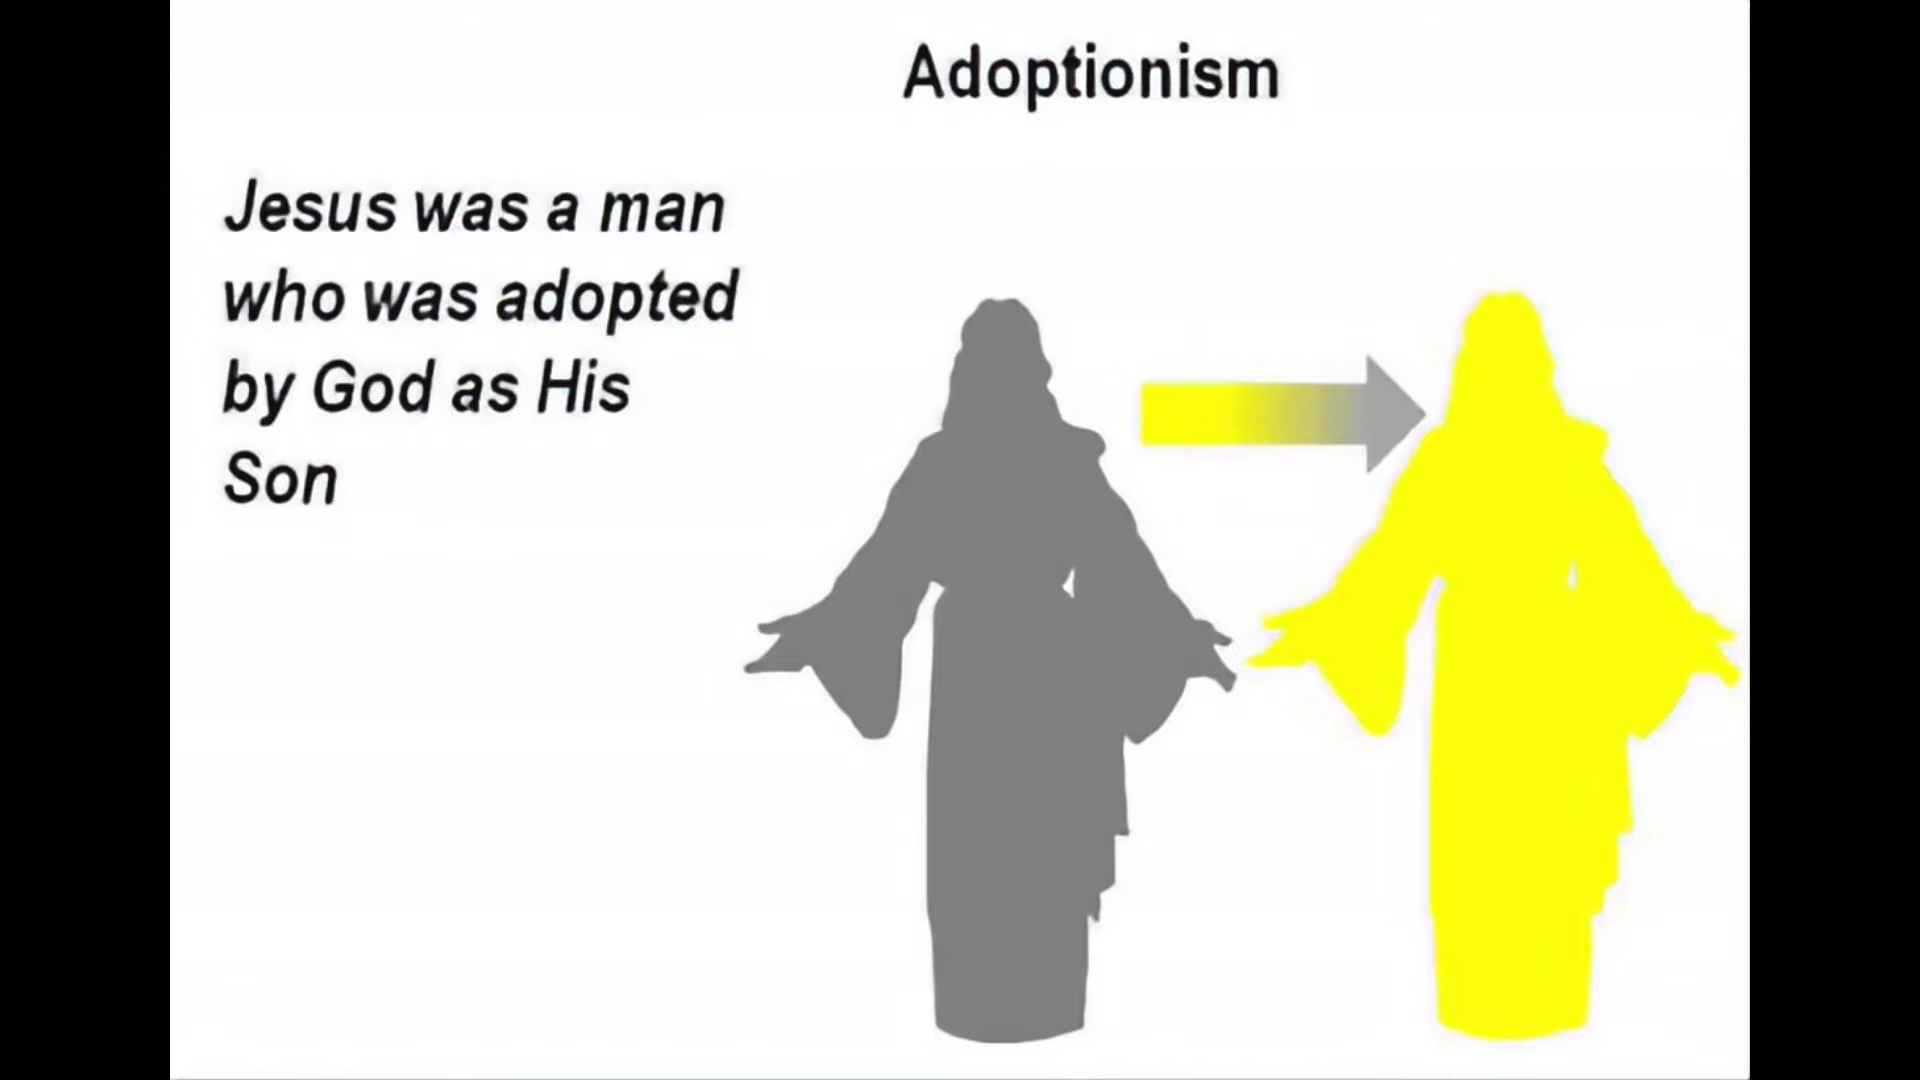 Adoptionism
Jesus was a man
who was adopted
by God as His
Son